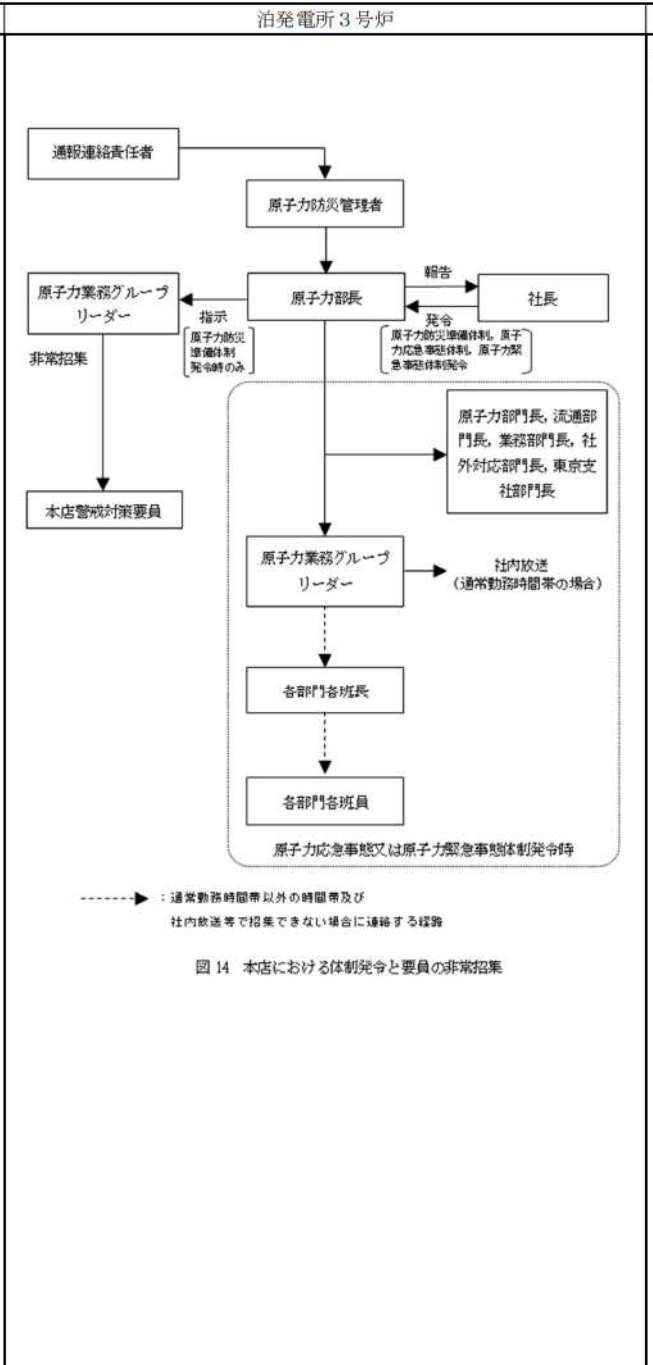 泊発電所3号炉
通報連絡責任者
原子力防災管理者
原子力業務グループ
リーダー
指示
原子力防災
準備体制
発令時のみ
原子力部長
報告
発令
原子力防災準備体制，原子
力応急事態体制，原子力緊
急事態体制発令
社長
非常招集
本店警戒対策要員
原子力部門長，流通部
門長，業務部門長，社
外対応部門長，東京支
社部門長
原子力業務グループ
リーダー
社内放送
（通常勤務時間帯の場合）
各部門各班長
各部門各班員
原子力応急事態又は原子力緊急事態体制発令時
：通常勤務時間帯以外の時間帯及び
社内放送等で招集できない場合に連絡する経路
図 14 本店における体制発令と要員の非常招集